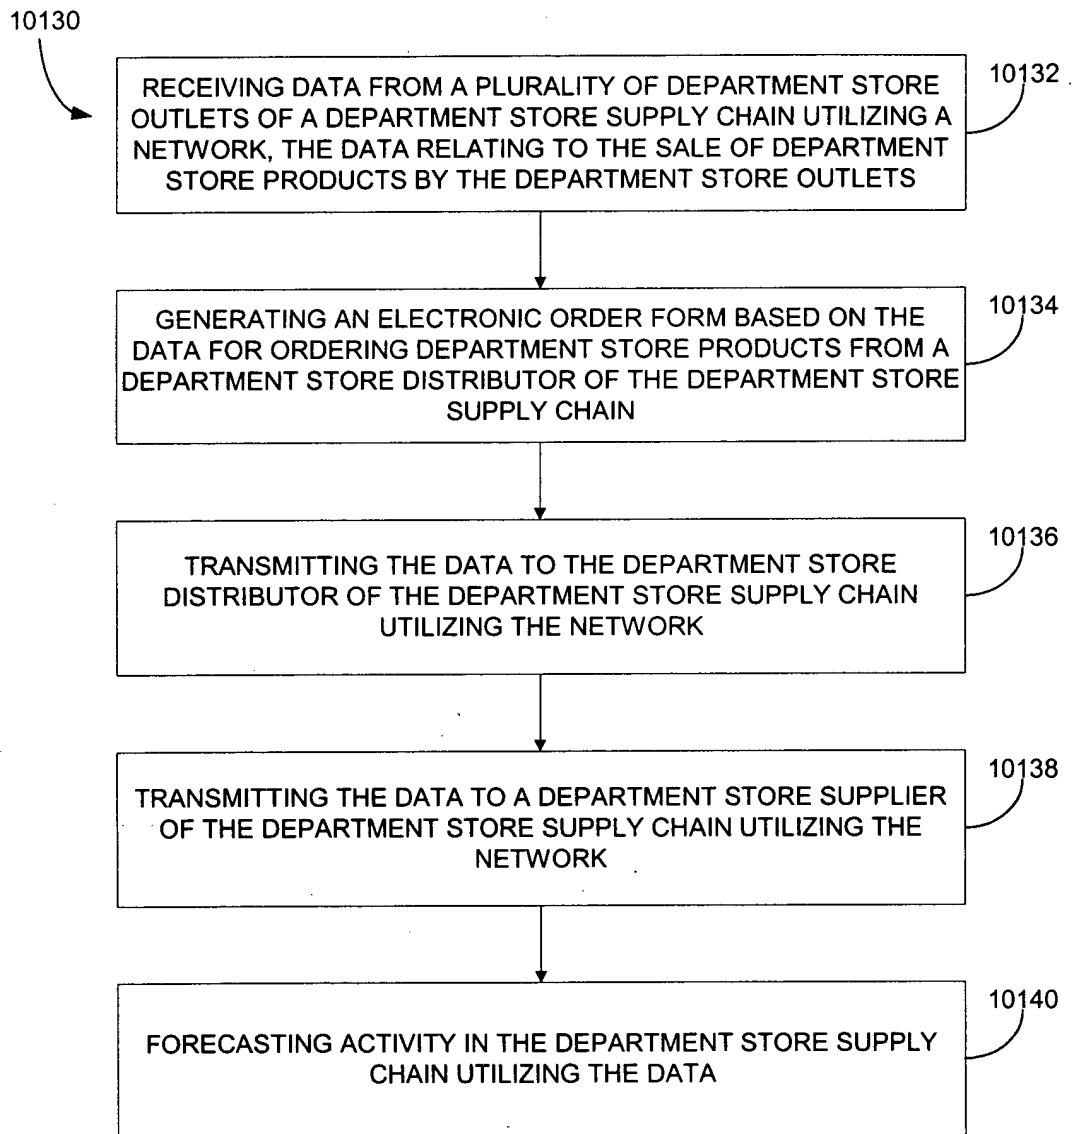 10130
10132
RECEIVING DATA FROM A PLURALITY OF DEPARTMENT STORE
OUTLETS OF A DEPARTMENT STORE SUPPLY CHAIN UTILIZING A
NETWORK, THE DATA RELATING TO THE SALE OF DEPARTMENT
STORE PRODUCTS BY THE DEPARTMENT STORE OUTLETS
10134
GENERATING AN ELECTRONIC ORDER FORM BASED ON THE
DATA FOR ORDERING DEPARTMENT STORE PRODUCTS FROM A
DEPARTMENT STORE DISTRIBUTOR OF THE DEPARTMENT STORE
SUPPLY CHAIN
10136
TRANSMITTING THE DATA TO THE DEPARTMENT STORE
DISTRIBUTOR OF THE DEPARTMENT STORE SUPPLY CHAIN
UTILIZING THE NETWORK
10138
TRANSMITTING THE DATA TO A DEPARTMENT STORE SUPPLIER
OF THE DEPARTMENT STORE SUPPLY CHAIN UTILIZING THE
NETWORK
10140
FORECASTING ACTIVITY IN THE DEPARTMENT STORE SUPPLY
CHAIN UTILIZING THE DATA